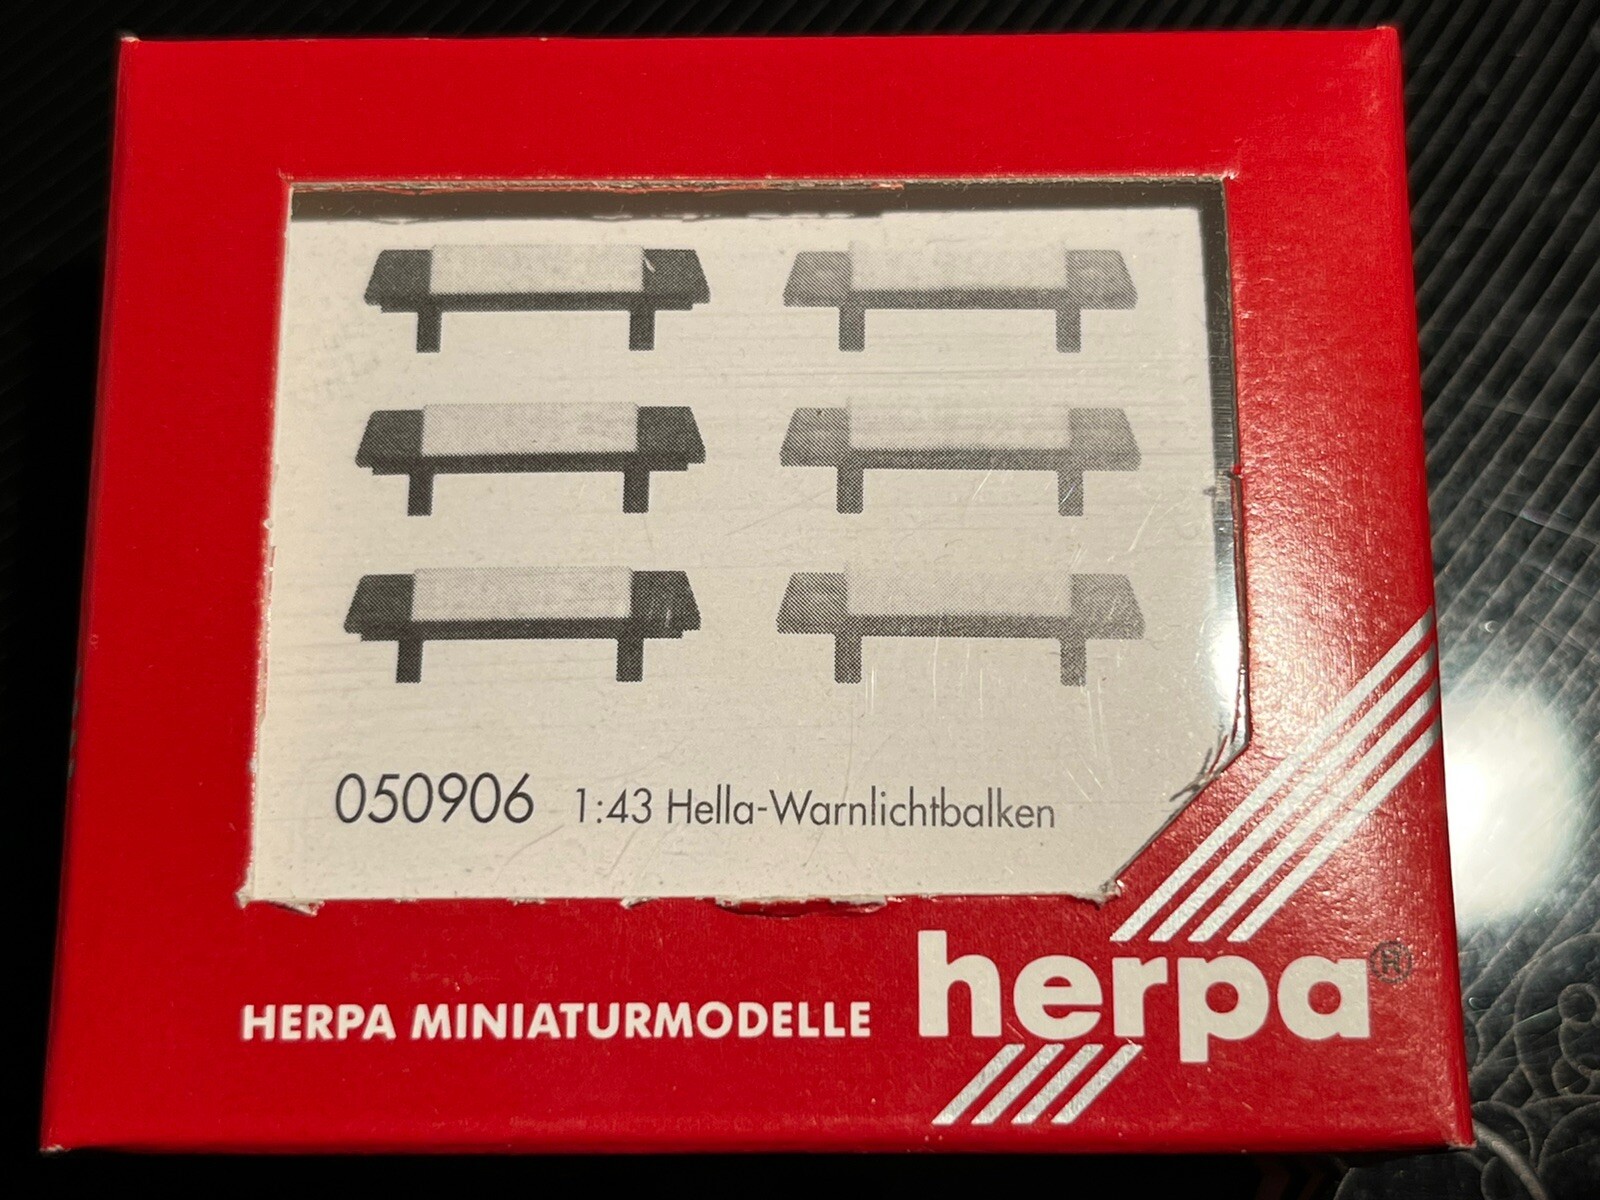 050906 1:43 Hella-Warnlichtbalken
HERPA MINIATURMODELLE
herpa